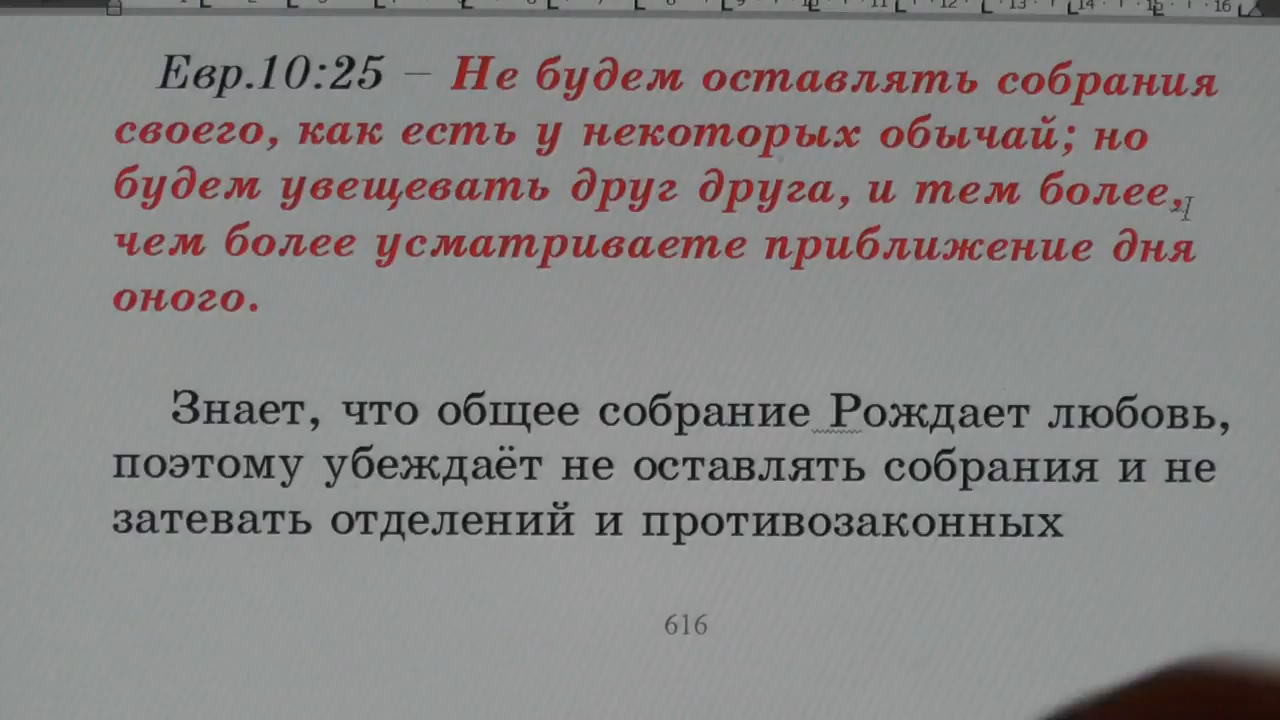 Евр.10:25 – Не будем оставлять собрания
своего, как есть у некоторых обычай; но
будем увещевать друг друга, и тем более,
чем более усматриваете приближение дня
оного.
Знает, что общее собрание Рождает любовь,
поэтому убеждаёт не оставлять собрания и не
затевать отделений и противозаконных
616